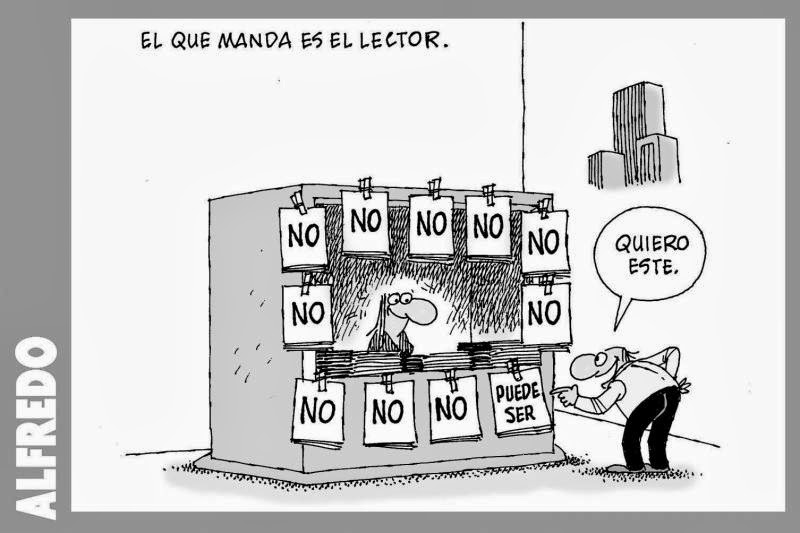 EL QUE MANDA ES EL LECTOR.
NO
NO
NO
NO
NO
QUIERO
ESTE.
NO
NO
NO
NO
NO
PUEDE
SER
ALFREDO